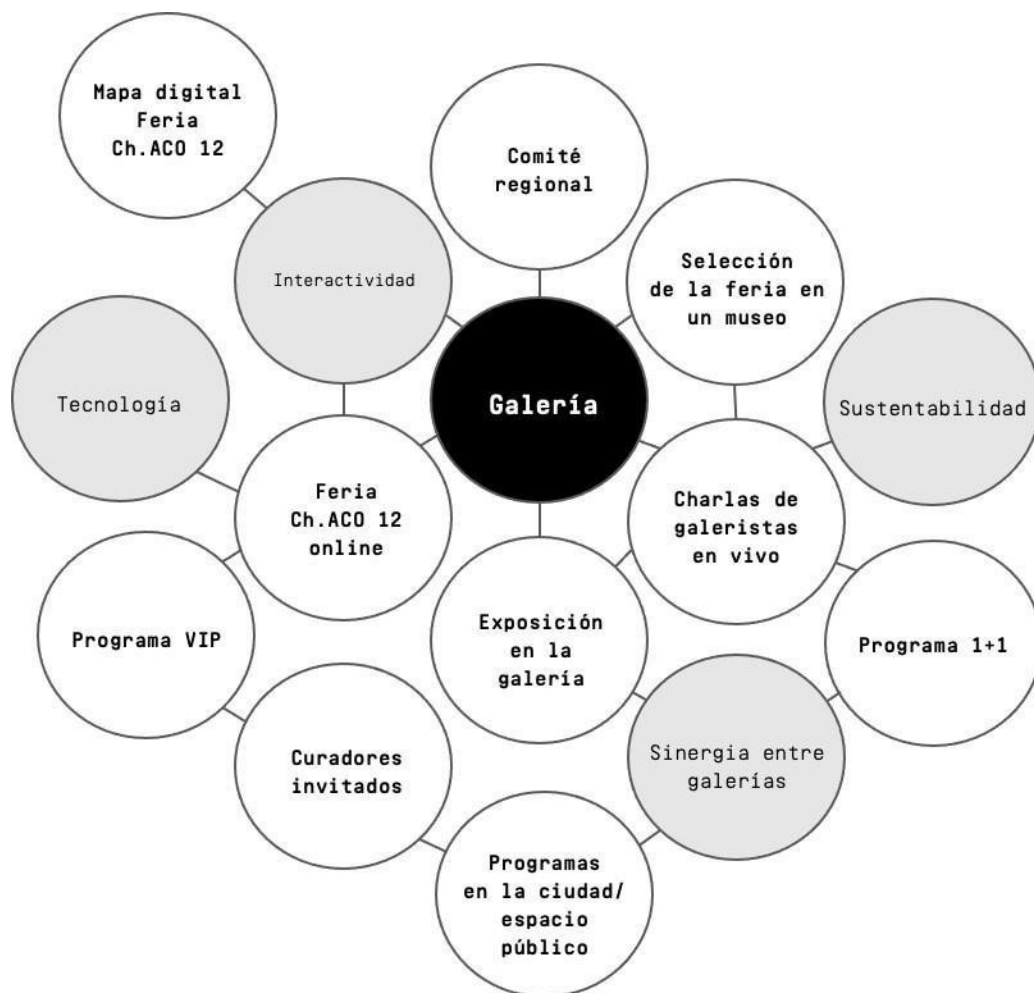 Mapa digital
Feria
Ch.ACO 12
Comité
regional
Interactividad
Selección
de la feria en
un museo
Tecnología
Galería
Sustentabilidad
Feria
Ch.ACO 12
online
Charlas de
galeristas
en vivo
Programa VIP
Exposición
en la
galería
Programa 1+1
Curadores
invitados
Sinergia entre
galerías
Programas
en la ciudad/
espacio
público